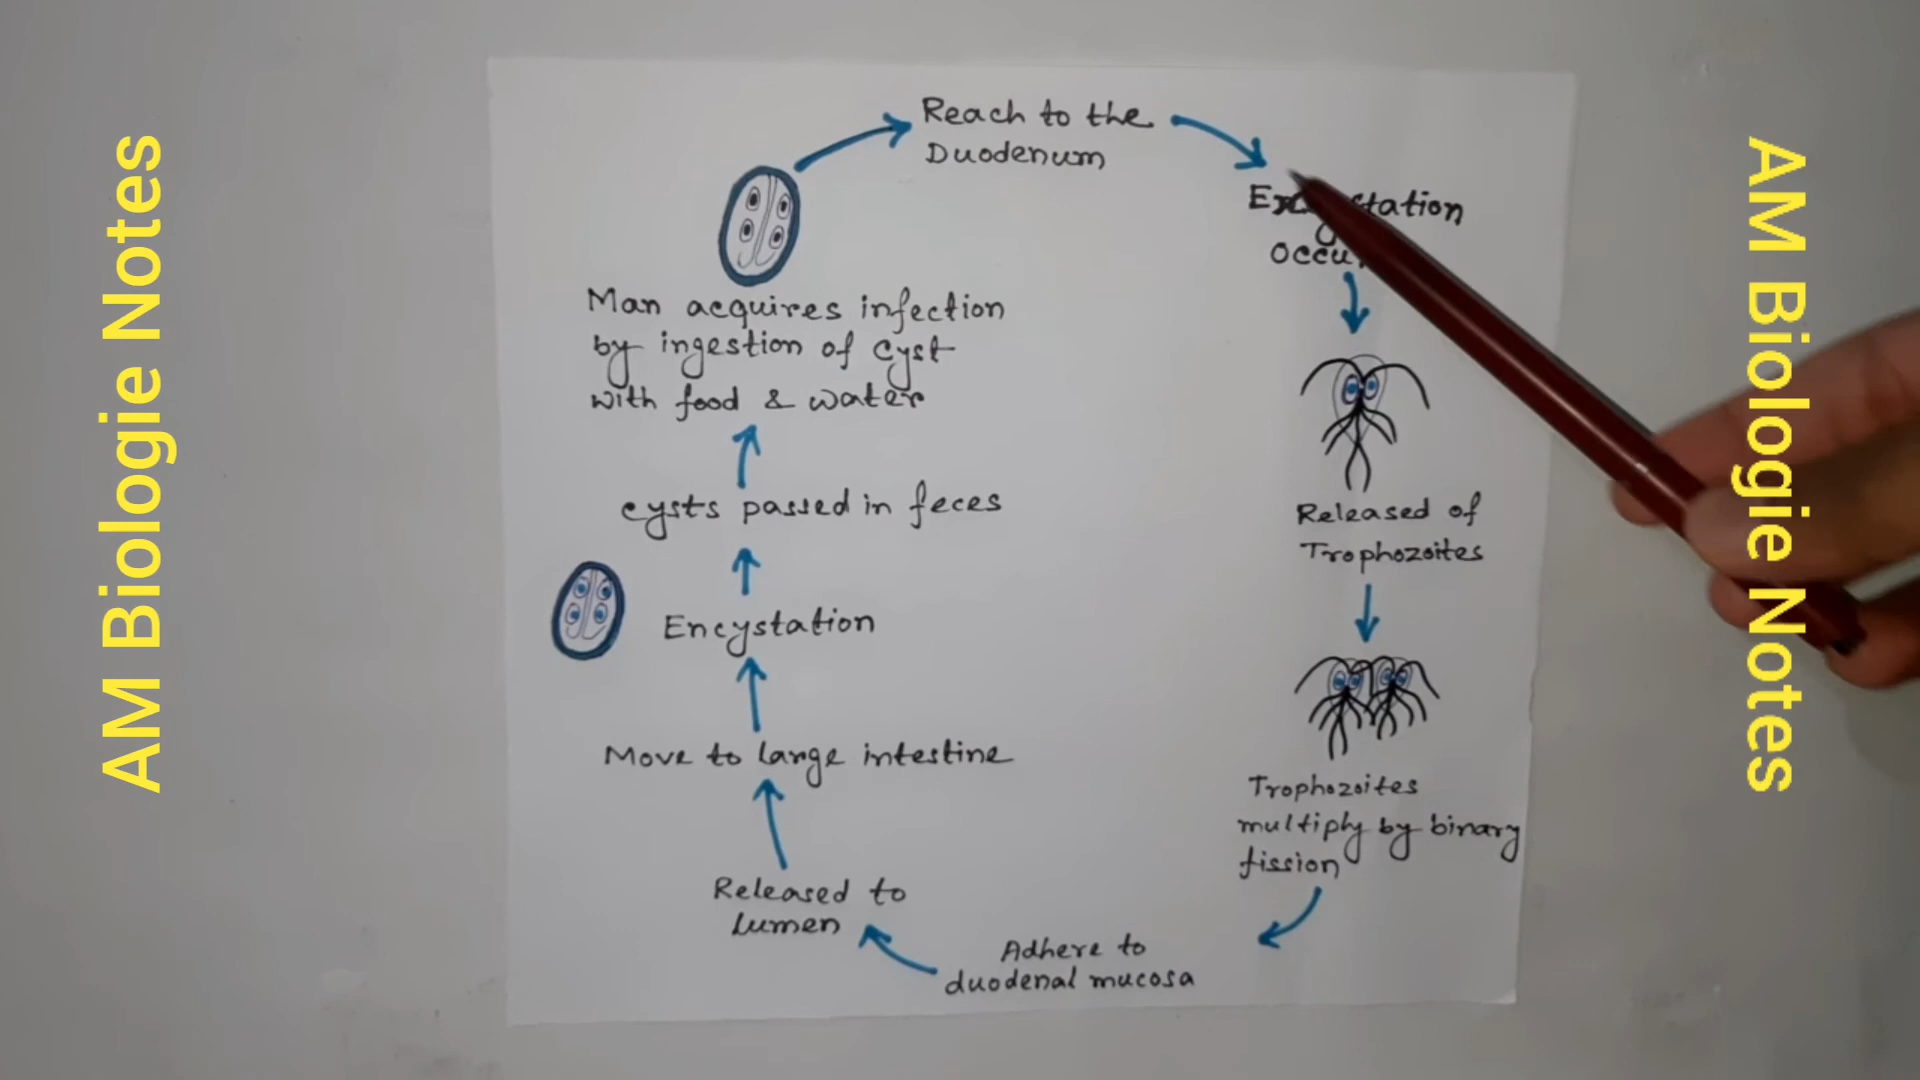 AM Biologie Notes
Reach to the
Duodenum
Man acquires infection
by ingestion of cyst
with food & water
cysts passed in feces
Encystation
Move to large intestine
Released to
Lumen
Released of
Trophozoites
Trophozoites
multiply by binary
fission
Adhere to
duodenal mucosa
AM Biologie Notes